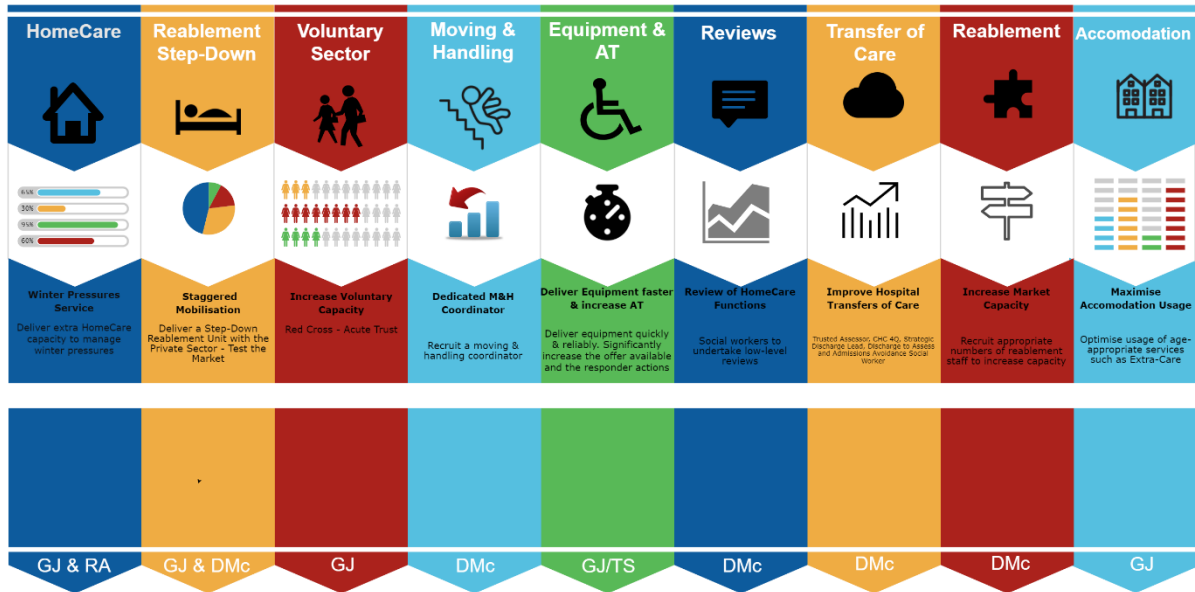 HomeCare
Reablement
Step-Down
Voluntary
Sector
Moving &
Handling
Equipment &
AT
Reviews
Transfer of
Care
Reablement
Accomodation
65%
30%
95%
60%
Winter Pressures
Service
Deliver extra HomeCare
capacity to manage
winter pressures
Staggered
Mobilisation
Deliver a Step-Down
Reablement Unit with the
Private Sector - Test the
Market
Increase Voluntary
Capacity
Red Cross - Acute Trust
Dedicated M&H
Coordinator
Recruit a moving &
handling coordinator
Deliver Equipment faster
& increase AT
Deliver equipment quickly
& reliably. Significantly
increase the offer available
and the responder actions
Review of HomeCare
Functions
Social workers to
undertake low-level
reviews
Improve Hospital
Transfers of Care
Trusted Assessor, CHC 4Q, Strategic
Discharge Lead, Discharge to Assess
and Admissions Avoidance Social
Worker
Increase Market
Capacity
Recruit appropriate
numbers of reablement
staff to increase capacity
Maximise
Accomodation Usage
Optimise usage of age-
appropriate services
such as Extra-Care
GJ & RA
GJ & DMc
GJ
DMc
GJ/TS
DMc
DMc
DMc
GJ